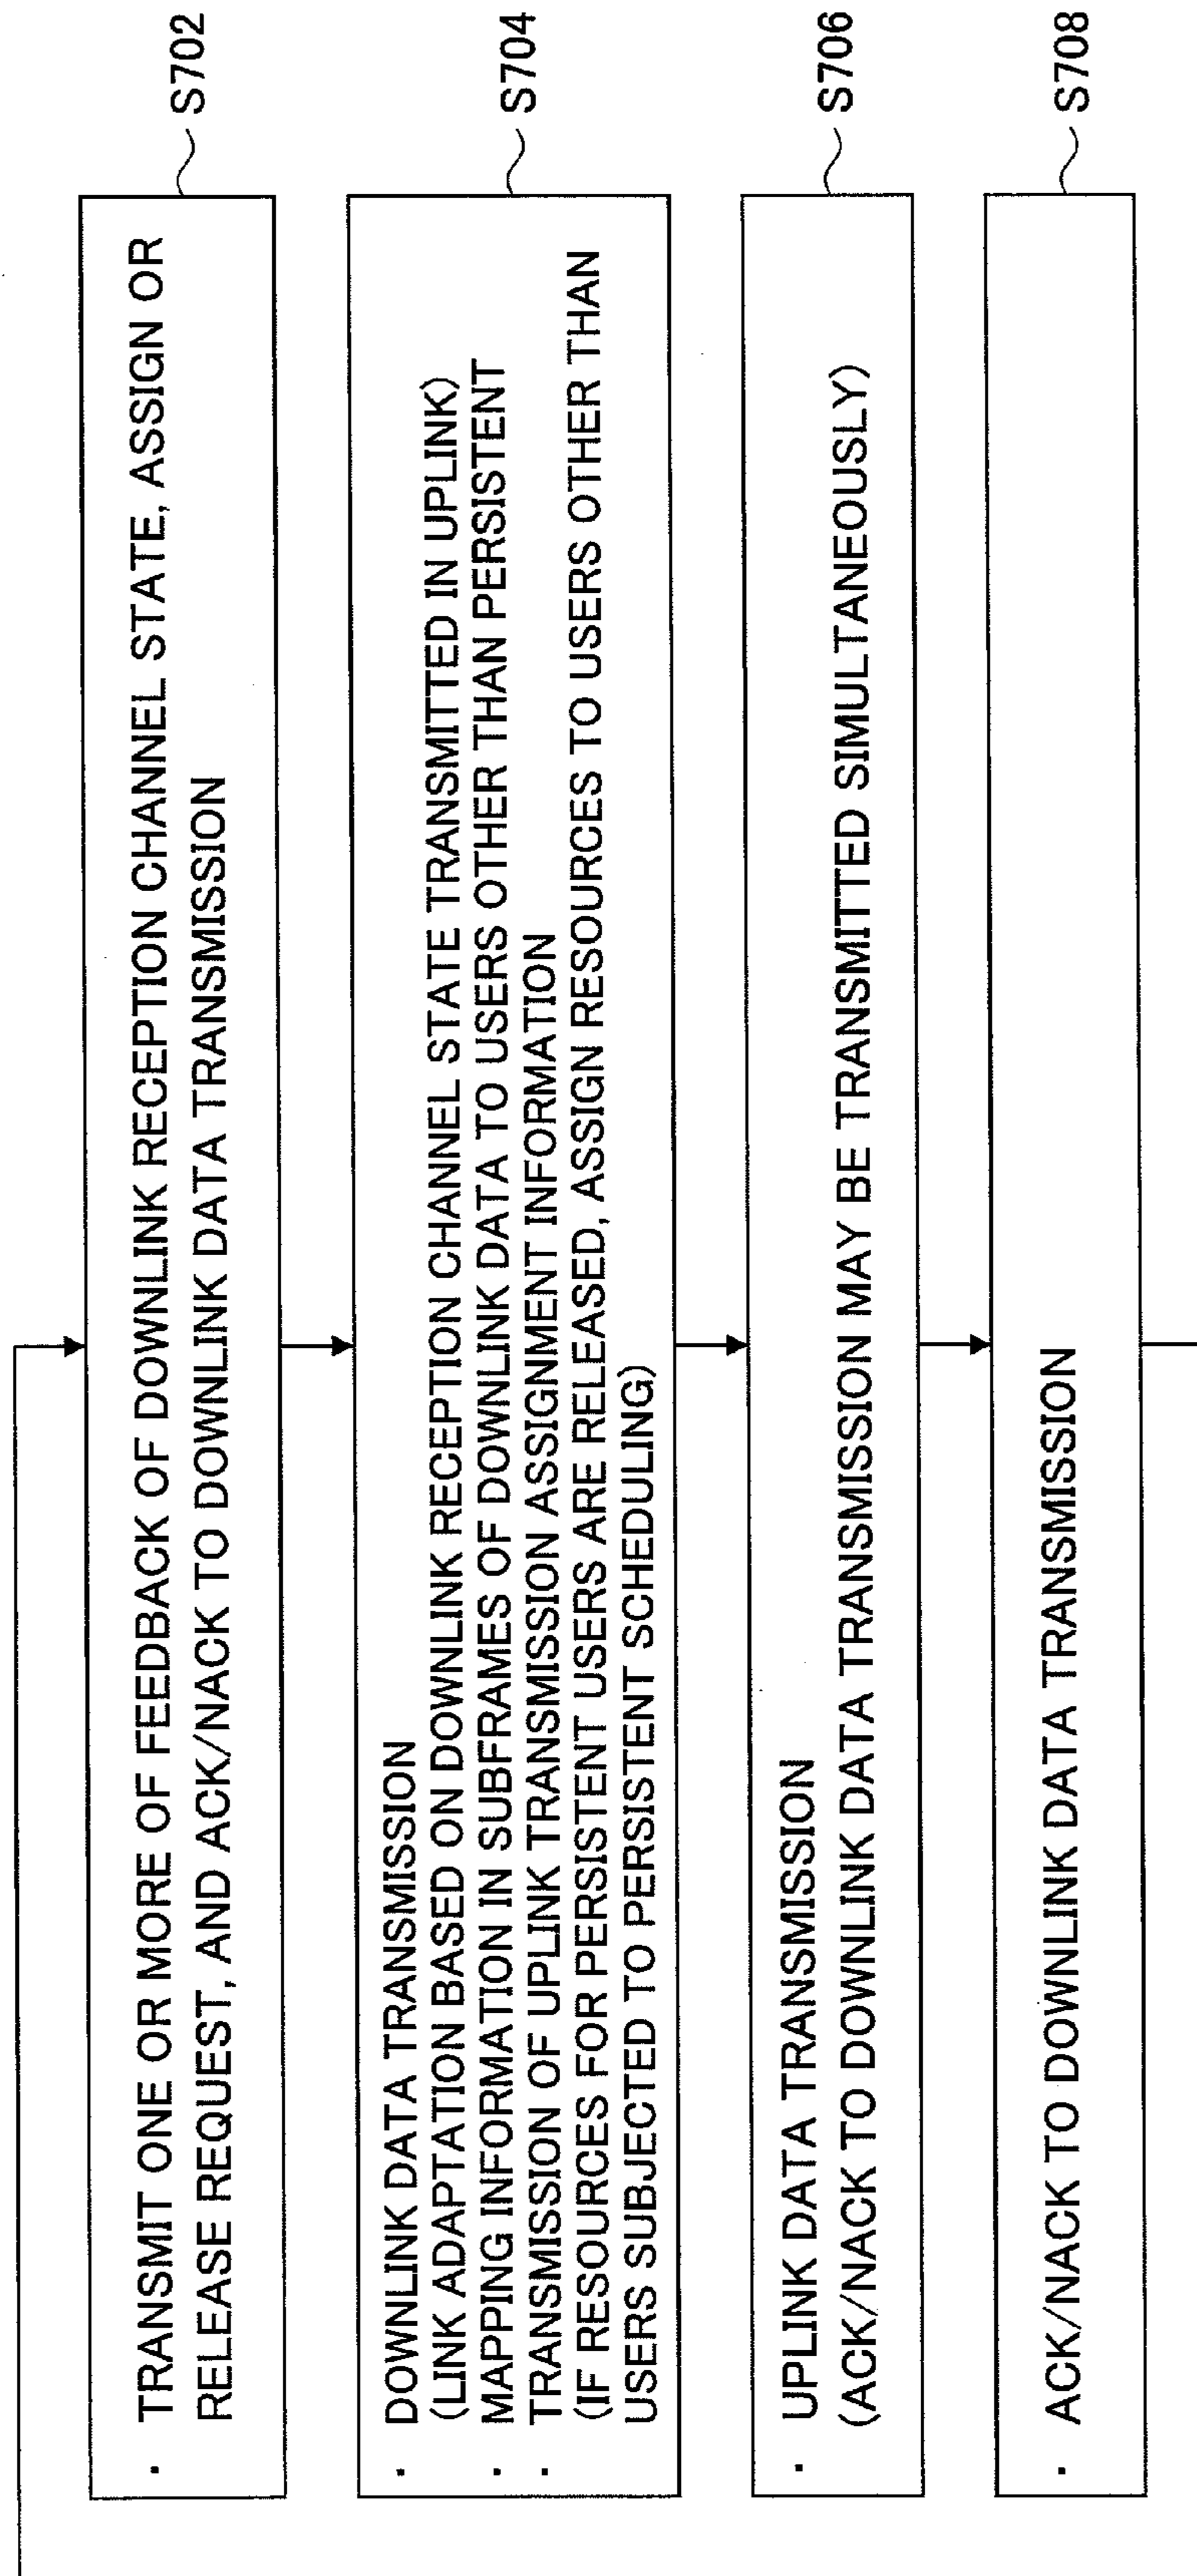 · TRANSMIT ONE OR MORE OF FEEDBACK OF DOWNLINK RECEPTION CHANNEL STATE, ASSIGN OR
RELEASE REQUEST, AND ACK/NACK TO DOWNLINK DATA TRANSMISSION
S702
· DOWNLINK DATA TRANSMISSION
(LINK ADAPTATION BASED ON DOWNLINK RECEPTION CHANNEL STATE TRANSMITTED IN UPLINK)
· MAPPING INFORMATION IN SUBFRAMES OF DOWNLINK DATA TO USERS OTHER THAN PERSISTENT
· TRANSMISSION OF UPLINK TRANSMISSION ASSIGNMENT INFORMATION
(IF RESOURCES FOR PERSISTENT USERS ARE RELEASED, ASSIGN RESOURCES TO USERS OTHER THAN
USERS SUBJECTED TO PERSISTENT SCHEDULING)
S704
· UPLINK DATA TRANSMISSION
(ACK/NACK TO DOWNLINK DATA TRANSMISSION MAY BE TRANSMITTED SIMULTANEOUSLY)
S706
· ACK/NACK TO DOWNLINK DATA TRANSMISSION
S708